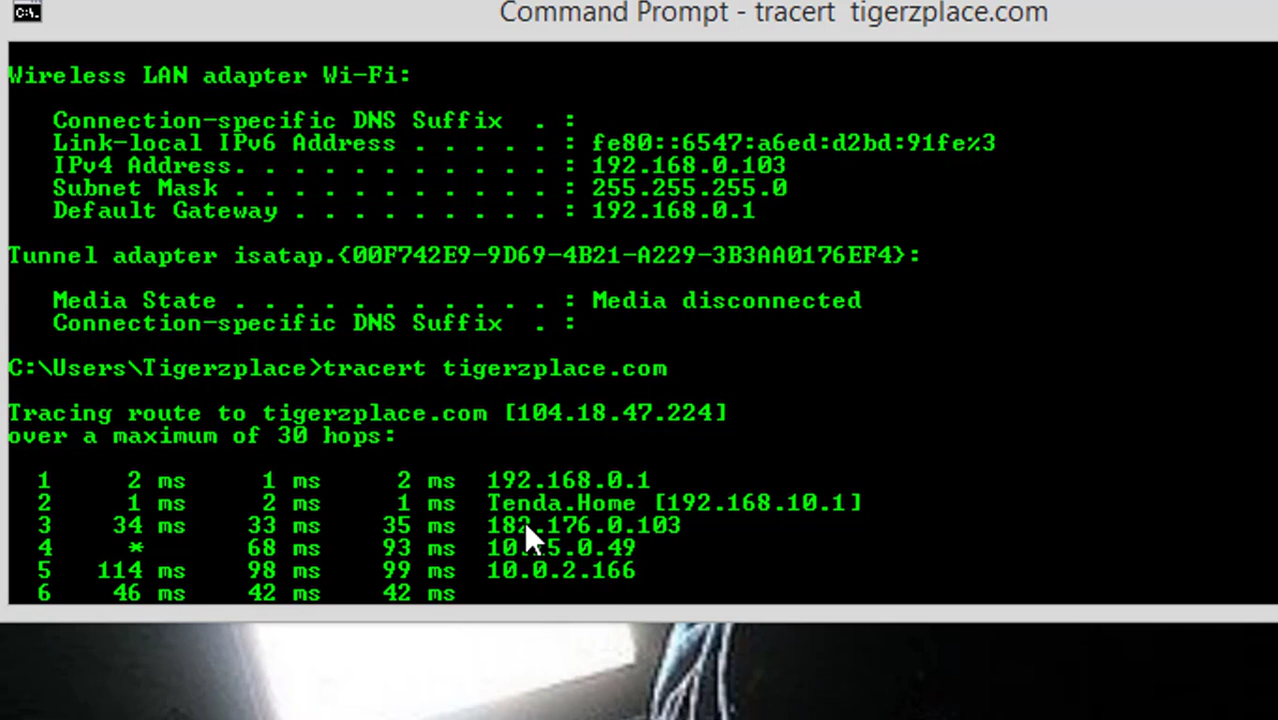 C:\.
Command Prompt - tracert tigerzplace.com
Wireless LAN adapter Wi-Fi:
Connection-specific DNS Suffix . :
Link-local IPv6 Address . . . . . : fe80::6547:a6ed:d2bd:91fe%3
IPv4 Address. . . . . . . . . . . : 192.168.0.103
Subnet Mask . . . . . . . . . . . : 255.255.255.0
Default Gateway . . . . . . . . . : 192.168.0.1
Tunnel adapter isatap.{00F742E9-9D69-4B21-A229-3B3AA0176EF4}:
Media State . . . . . . . . . . . : Media disconnected
Connection-specific DNS Suffix . :
C:\Users\Tigerzplace>tracert tigerzplace.com
Tracing route to tigerzplace.com [104.18.47.224]
over a maximum of 30 hops:
1 2 ms 1 ms 2 ms 192.168.0.1
2 1 ms 2 ms 1 ms Tenda.Home [192.168.10.1]
3 34 ms 33 ms 35 ms 182.176.0.103
4 * 68 ms 93 ms
5 114 ms 98 ms 99 ms 10.0.2.166
6 46 ms 42 ms 42 ms